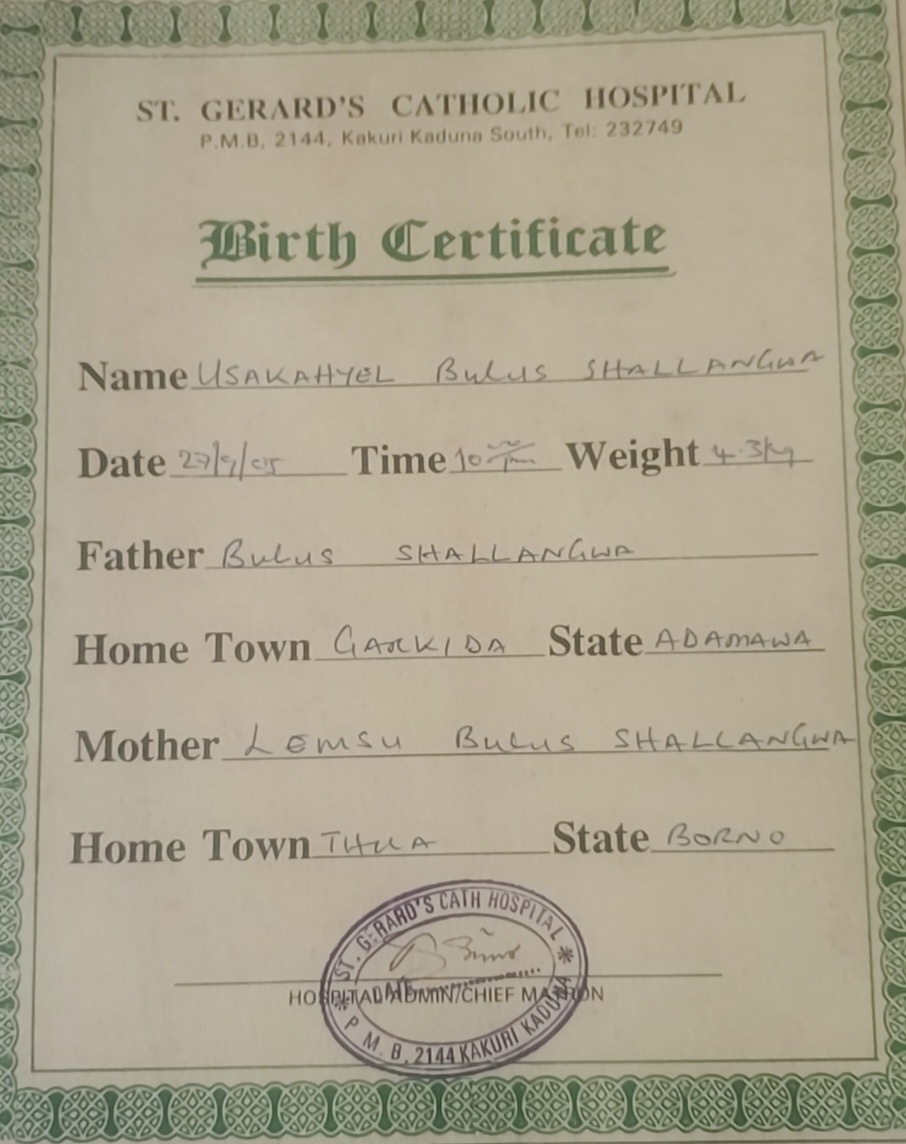 ST. GERARD'S CATHOLIC HOSPITAL
P.M.B, 2144, Kakuri Kaduna South, Tel: 232749
Birth Certificate
Name USAKAHYEL BULUS SHALLANGWA
Date 27/9/05 Time 10 pm Weight 4.3kg
Father BULUS SHALLANGWA
Home Town GARKIDA State ADAMAWA
Mother LEMSU BULUS SHALLANGWA
Home Town THLA State BORNO
ST. GERARD'S CATH HOSPITAL
HOSPITAL ADMIN/CHIEF MATRON
P M. B. 2144 KAKURI KADUNA